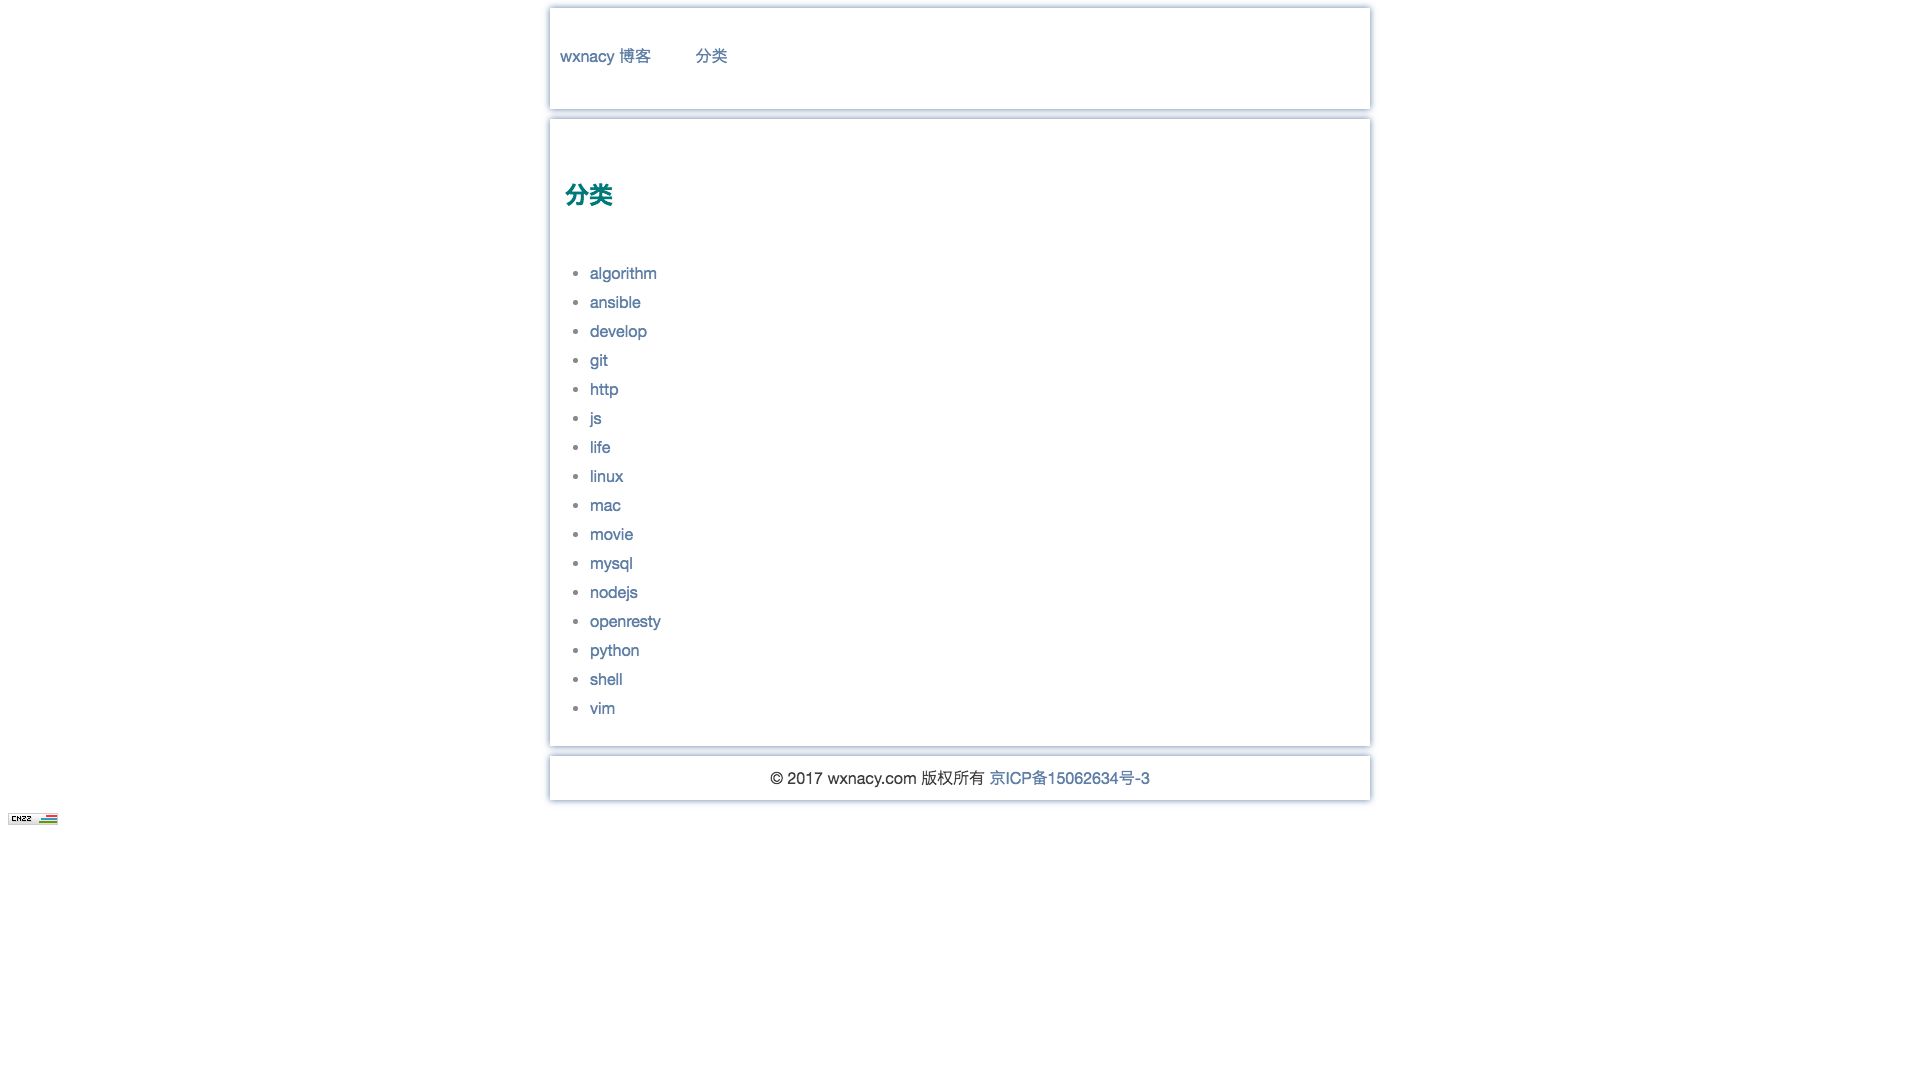 wxnacy 博客 分类
分类
algorithm
ansible
develop
git
http
js
life
linux
mac
movie
mysql
nodejs
openresty
python
shell
vim
© 2017 wxnacy.com 版权所有 京ICP备15062634号-3
CNZZ